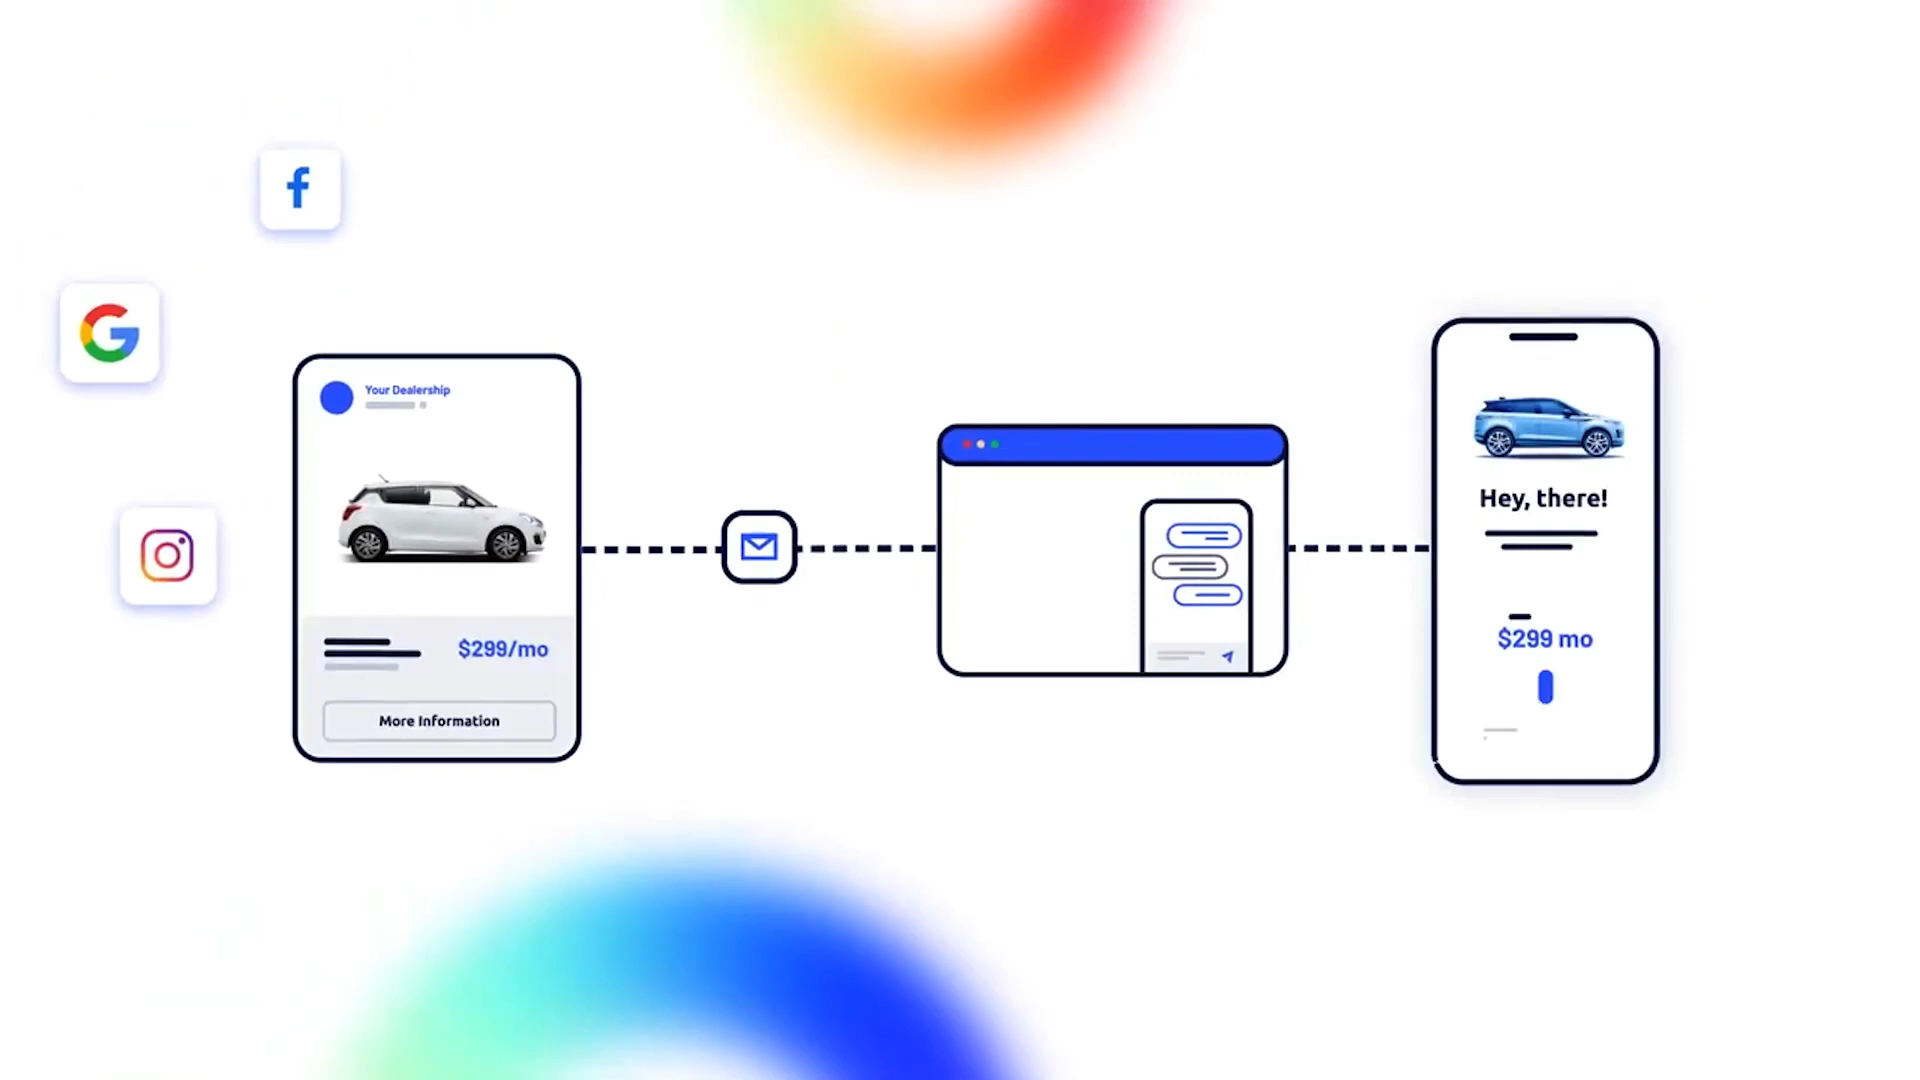 Your Dealership
$299/mo
More Information
Hey, there!
$299 mo